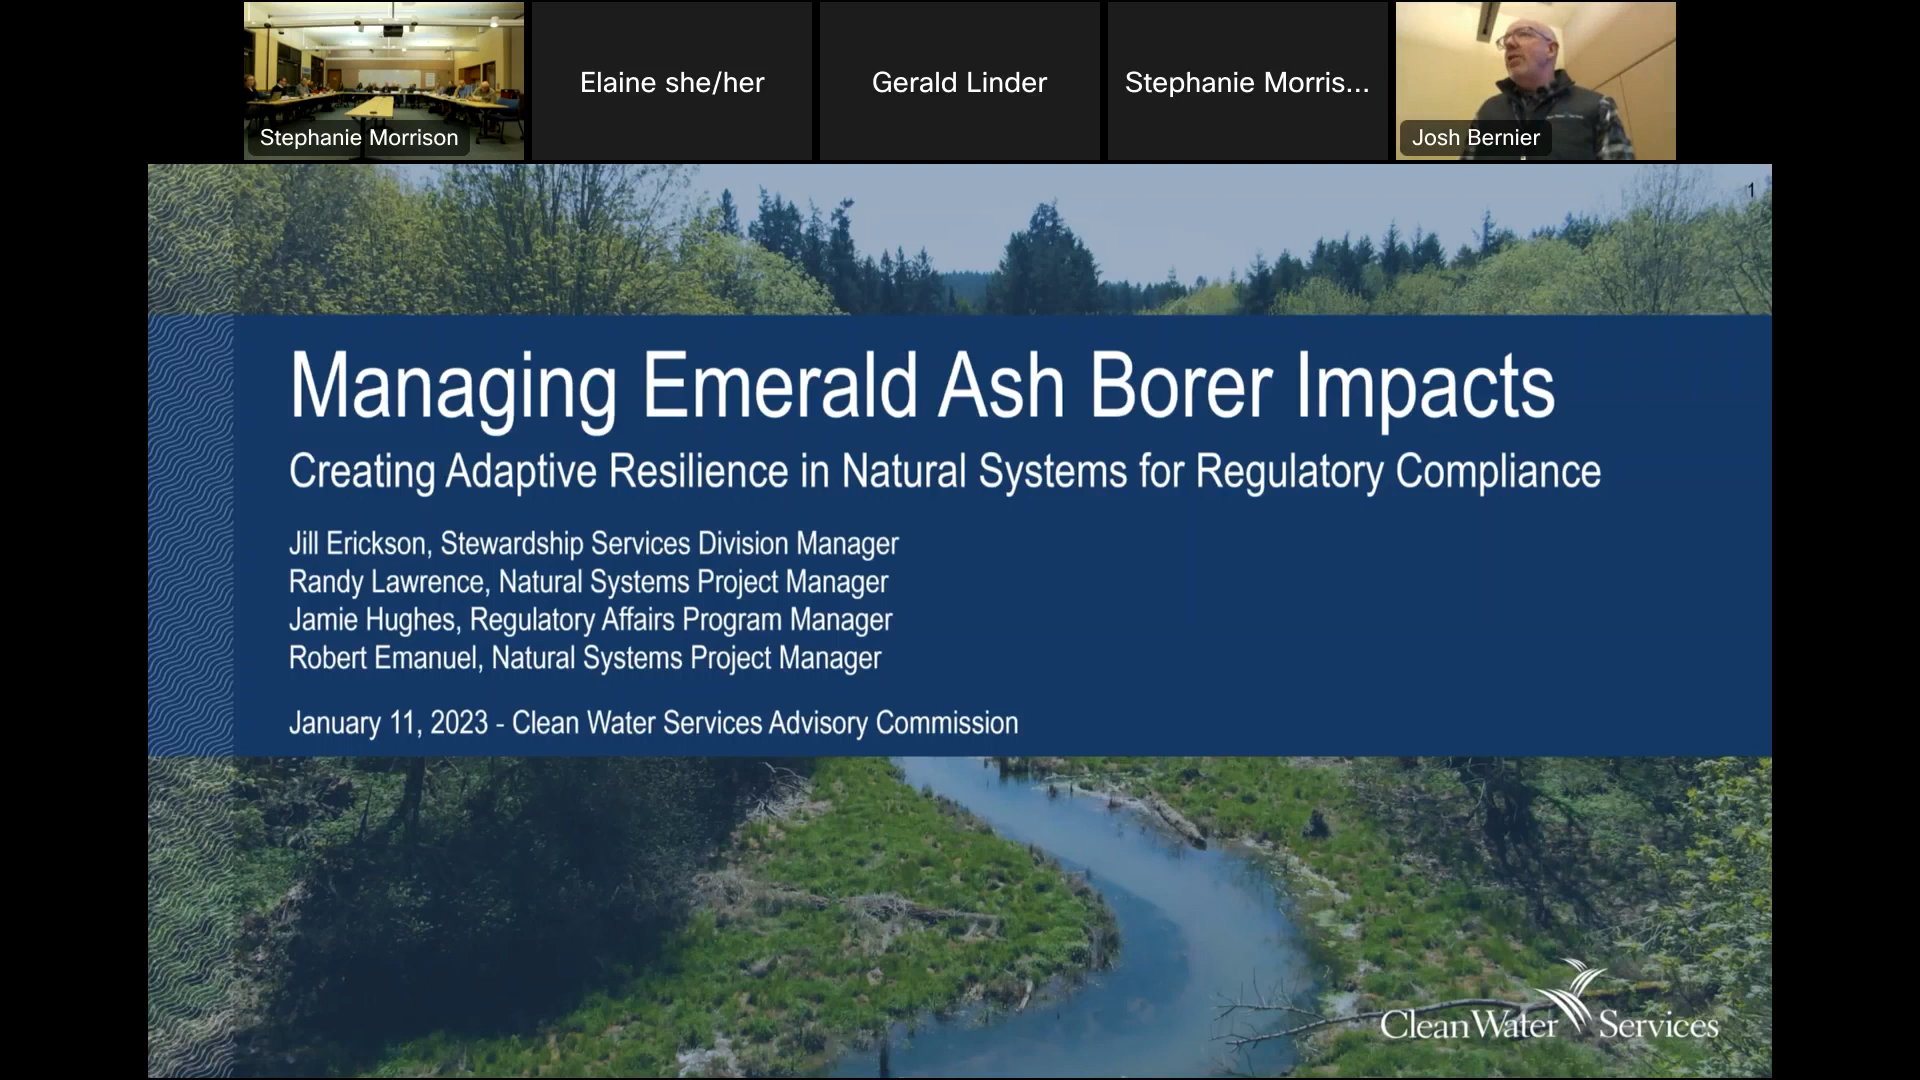 Elaine she/her
Gerald Linder
Stephanie Morris...
Stephanie Morrison
Josh Bernier
1
Managing Emerald Ash Borer Impacts
Creating Adaptive Resilience in Natural Systems for Regulatory Compliance
Jill Erickson, Stewardship Services Division Manager
Randy Lawrence, Natural Systems Project Manager
Jamie Hughes, Regulatory Affairs Program Manager
Robert Emanuel, Natural Systems Project Manager
January 11, 2023 - Clean Water Services Advisory Commission
CleanWater Services